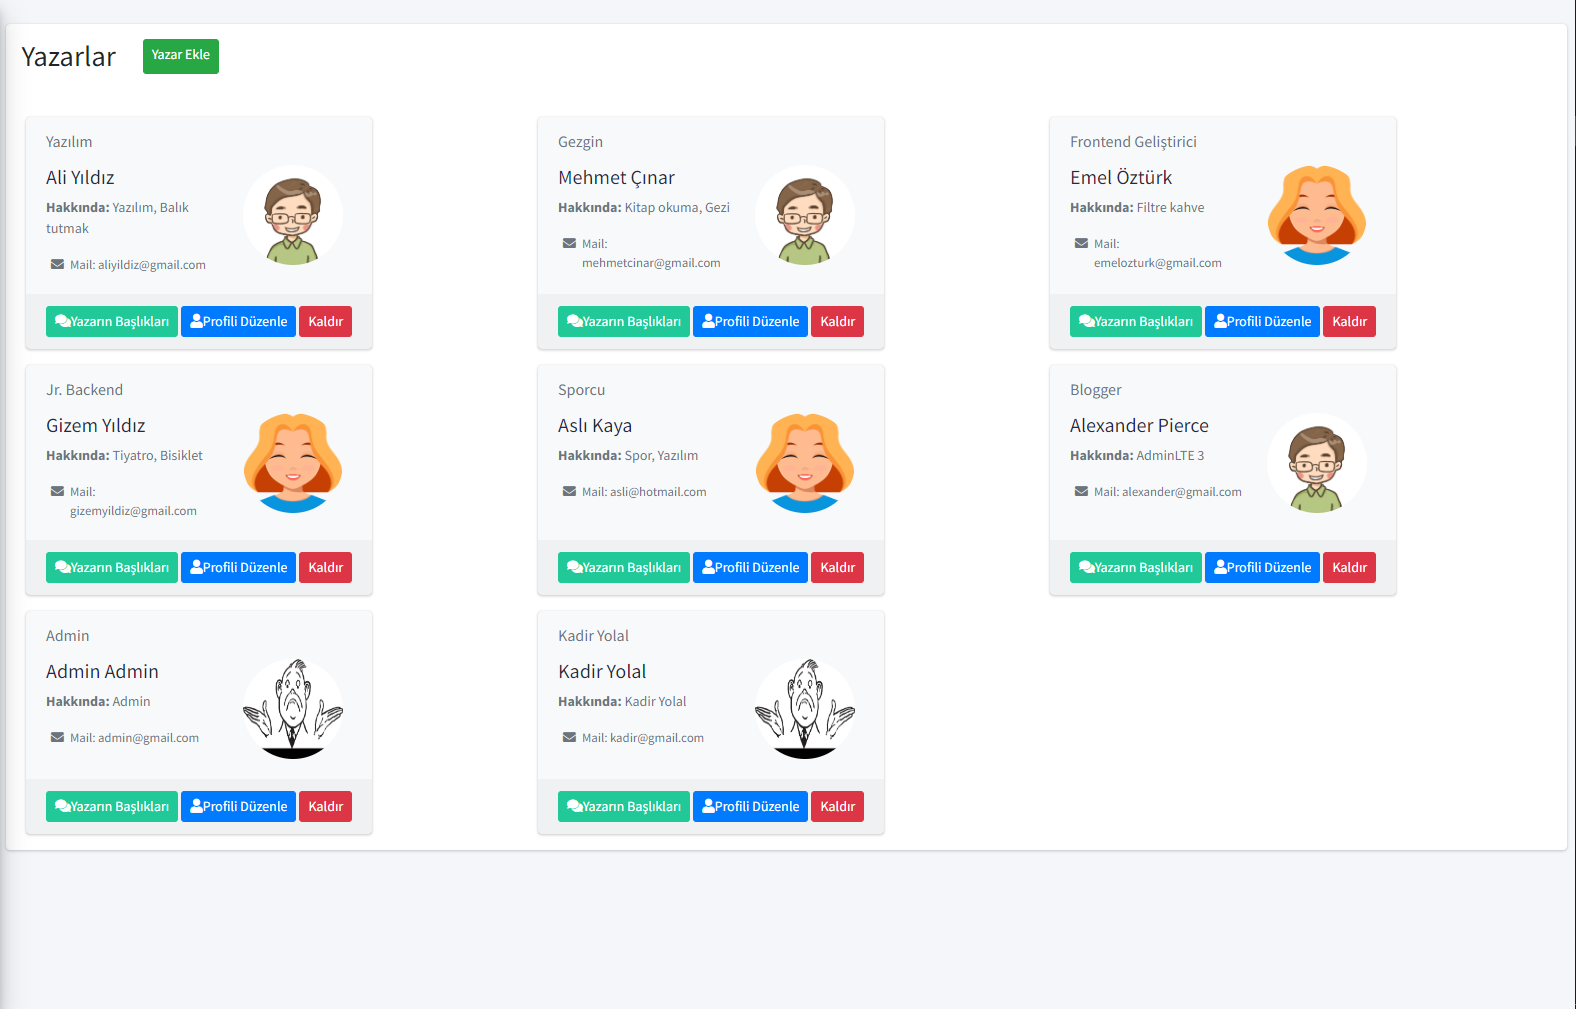 Yazarlar
Yazar Ekle
Yazılım
Ali Yıldız
Hakkında: Yazılım, Balık
tutmak
Mail: aliyildiz@gmail.com
Yazarın Başlıkları Profili Düzenle Kaldır
Gezgin
Mehmet Çınar
Hakkında: Kitap okuma, Gezi
Mail:
mehmetcinar@gmail.com
Yazarın Başlıkları Profili Düzenle Kaldır
Frontend Geliştirici
Emel Öztürk
Hakkında: Filtre kahve
Mail:
emelozturk@gmail.com
Yazarın Başlıkları Profili Düzenle Kaldır
Jr. Backend
Gizem Yıldız
Hakkında: Tiyatro, Bisiklet
Mail:
gizemyildiz@gmail.com
Yazarın Başlıkları Profili Düzenle Kaldır
Sporcu
Aslı Kaya
Hakkında: Spor, Yazılım
Mail: asli@hotmail.com
Yazarın Başlıkları Profili Düzenle Kaldır
Blogger
Alexander Pierce
Hakkında: AdminLTE 3
Mail: alexander@gmail.com
Yazarın Başlıkları Profili Düzenle Kaldır
Admin
Admin Admin
Hakkında: Admin
Mail: admin@gmail.com
Yazarın Başlıkları Profili Düzenle Kaldır
Kadir Yolal
Kadir Yolal
Hakkında: Kadir Yolal
Mail: kadir@gmail.com
Yazarın Başlıkları Profili Düzenle Kaldır